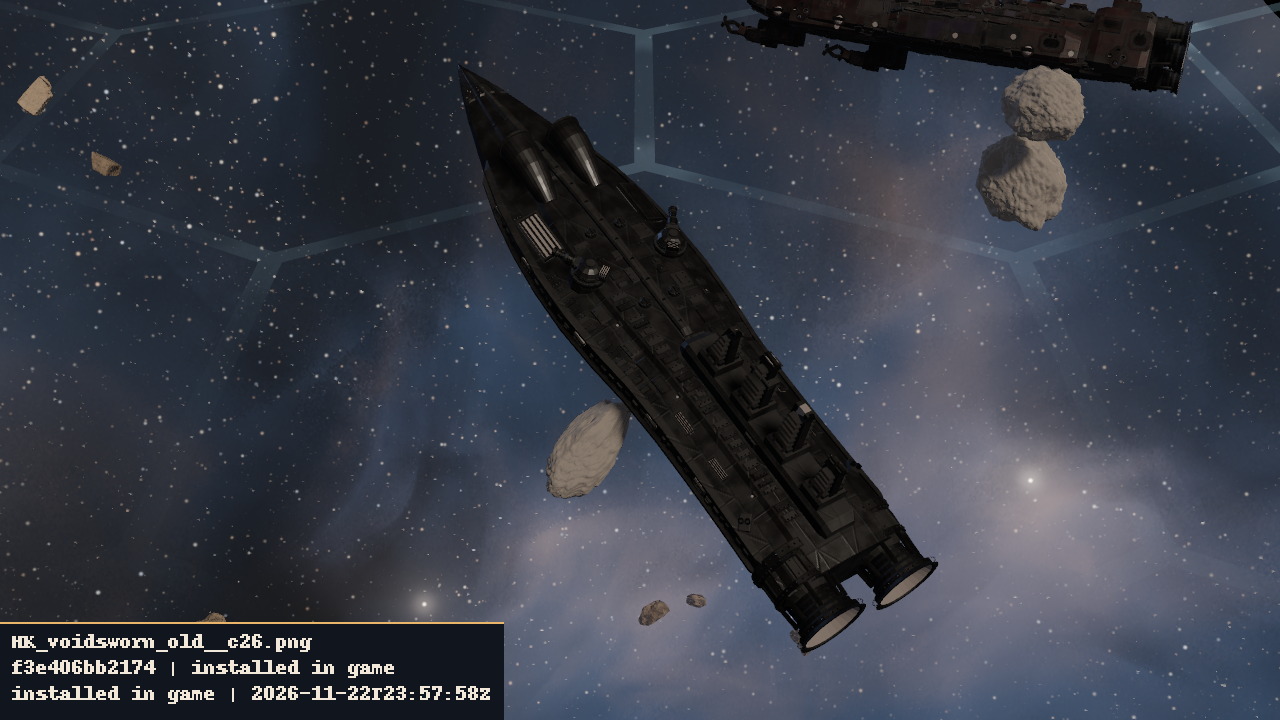 HK_voidsworn_old__c26.png
f3e406bb2174 | installed in game
installed in game | 2026-11-22T23:57:58Z